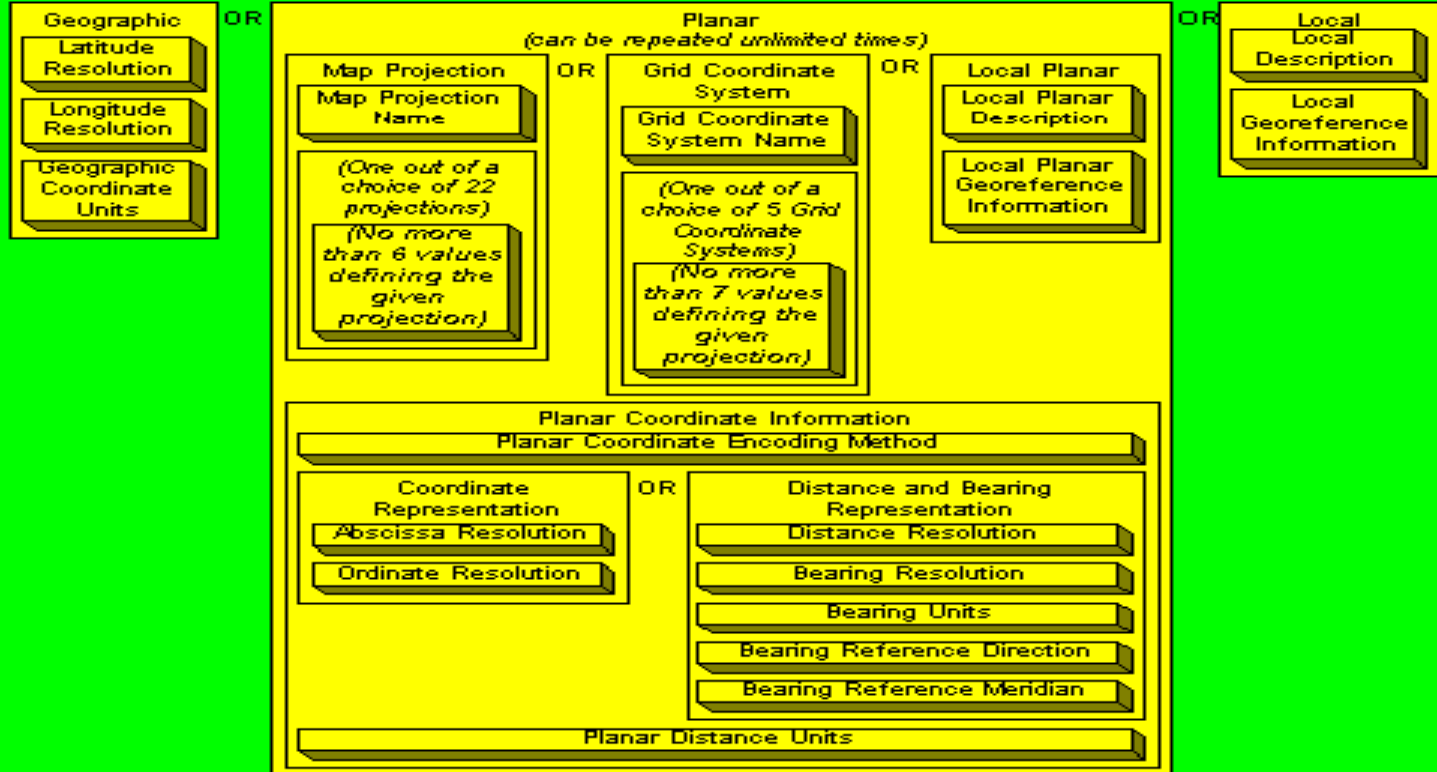 Geographic
Latitude
Resolution
Longitude
Resolution
Geographic
Coordinate
Units
OR
Planar
(can be repeated unlimited times)
Map Projection
Map Projection
Name
(One out of a
choice of 22
projections)
(No more
than 6 values
defining the
given
projection)
OR
Grid Coordinate
System
Grid Coordinate
System Name
(One out of a
choice of 5 Grid
Coordinate
Systems)
(No more
than 7 values
defining the
given
projection)
OR
Local Planar
Local Planar
Description
Local Planar
Georeference
Information
Planar Coordinate Information
Planar Coordinate Encoding Method
Coordinate
Representation
Abscissa Resolution
Ordinate Resolution
OR
Distance and Bearing
Representation
Distance Resolution
Bearing Resolution
Bearing Units
Bearing Reference Direction
Bearing Reference Meridian
Planar Distance Units
OR
Local
Local
Description
Local
Georeference
Information